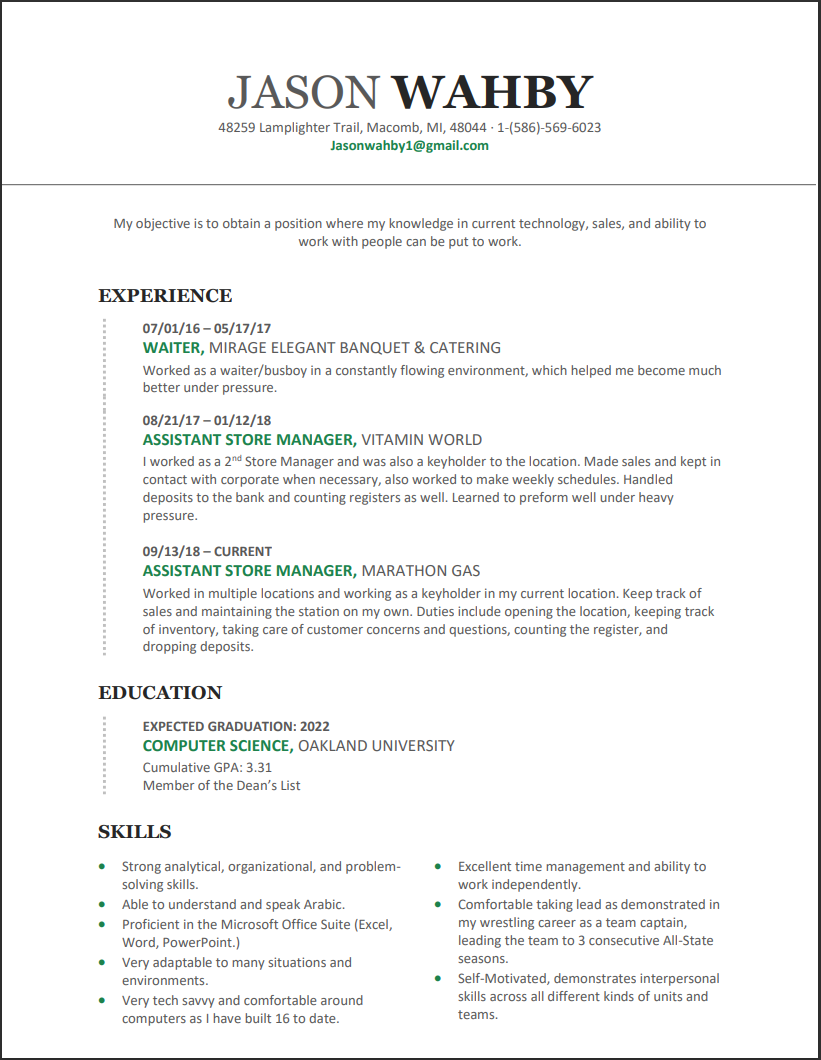 JASON WAHBY
48259 Lamplighter Trail, Macomb, MI, 48044 · 1-(586)-569-6023
Jasonwahby1@gmail.com
My objective is to obtain a position where my knowledge in current technology, sales, and ability to
work with people can be put to work.
EXPERIENCE
07/01/16 – 05/17/17
WAITER, MIRAGE ELEGANT BANQUET & CATERING
Worked as a waiter/busboy in a constantly flowing environment, which helped me become much
better under pressure.
08/21/17 – 01/12/18
ASSISTANT STORE MANAGER, VITAMIN WORLD
I worked as a 2nd Store Manager and was also a keyholder to the location. Made sales and kept in
contact with corporate when necessary, also worked to make weekly schedules. Handled
deposits to the bank and counting registers as well. Learned to preform well under heavy
pressure.
09/13/18 – CURRENT
ASSISTANT STORE MANAGER, MARATHON GAS
Worked in multiple locations and working as a keyholder in my current location. Keep track of
sales and maintaining the station on my own. Duties include opening the location, keeping track
of inventory, taking care of customer concerns and questions, counting the register, and
dropping deposits.
EDUCATION
EXPECTED GRADUATION: 2022
COMPUTER SCIENCE, OAKLAND UNIVERSITY
Cumulative GPA: 3.31
Member of the Dean's List
SKILLS
• Strong analytical, organizational, and problem-
solving skills.
• Able to understand and speak Arabic.
• Proficient in the Microsoft Office Suite (Excel,
Word, PowerPoint.)
• Very adaptable to many situations and
environments.
• Very tech savvy and comfortable around
computers as I have built 16 to date.
• Excellent time management and ability to
work independently.
• Comfortable taking lead as demonstrated in
my wrestling career as a team captain,
leading the team to 3 consecutive All-State
seasons.
• Self-Motivated, demonstrates interpersonal
skills across all different kinds of units and
teams.